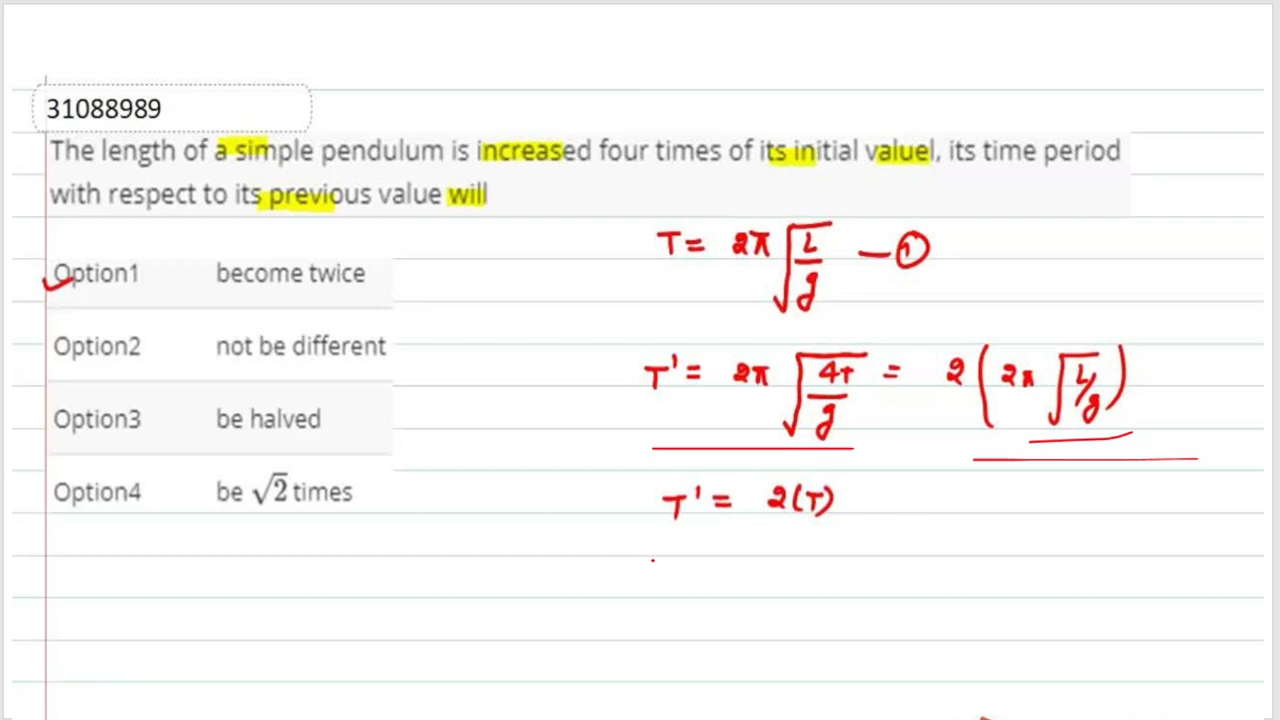 31088989
The length of a simple pendulum is increased four times of its initial valuel, its time period
with respect to its previous value will
T = 2π √(L/g) — ①
Option1 become twice
Option2 not be different
T' = 2π √(4T/g) = 2 ( 2π √(L/g) )
Option3 be halved
Option4 be √2 times
T' = 2(T)